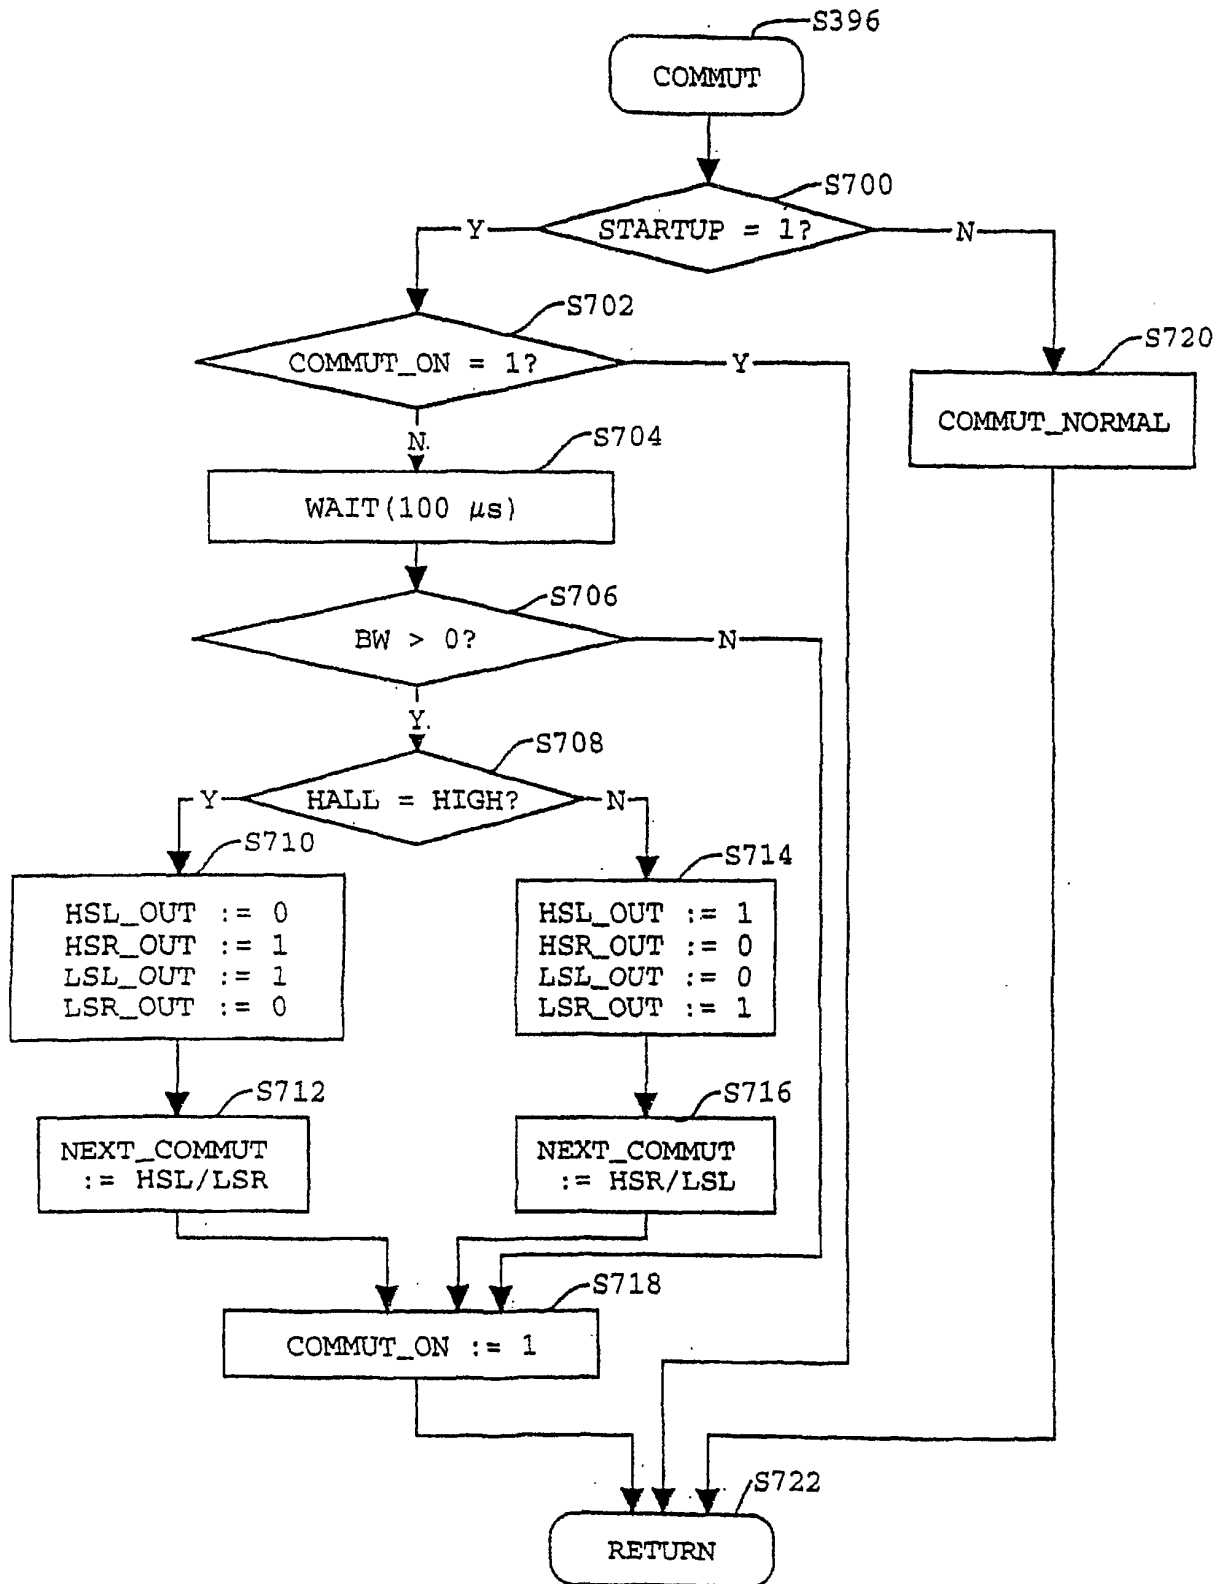 S396
COMMUT
S700
STARTUP = 1?
Y
N
S702
COMMUT_ON = 1?
Y
S720
COMMUT_NORMAL
N
S704
WAIT(100 µs)
S706
BW > 0?
N
Y
S708
HALL = HIGH?
Y
N
S710
HSL_OUT := 0
HSR_OUT := 1
LSL_OUT := 1
LSR_OUT := 0
S714
HSL_OUT := 1
HSR_OUT := 0
LSL_OUT := 0
LSR_OUT := 1
S712
NEXT_COMMUT
:= HSL/LSR
S716
NEXT_COMMUT
:= HSR/LSL
S718
COMMUT_ON := 1
S722
RETURN